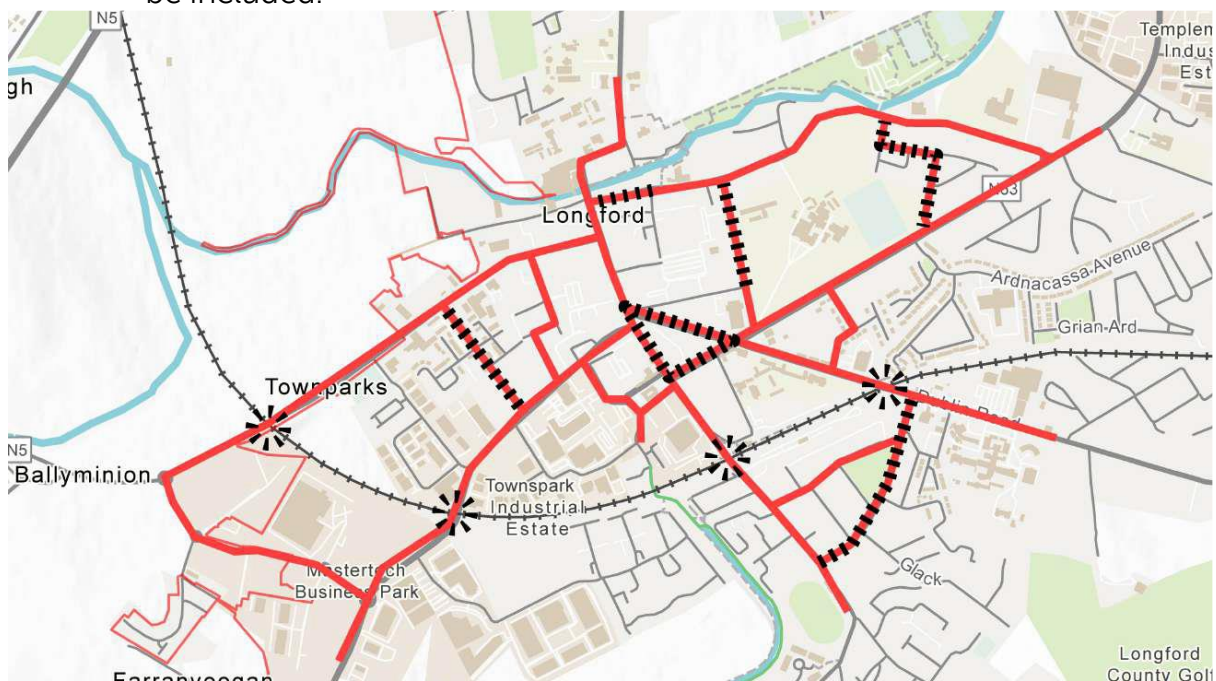 be included.
N5
Templem
Indus
Est
gh
N63
Longford
Ardnacassa Avenue
Grian Ard
Townparks
Dublin Road
N5
Ballyminion
Townspark
Industrial
Estate
Mastertech
Business Park
Glack
Farranyoogan
Longford
County Golf